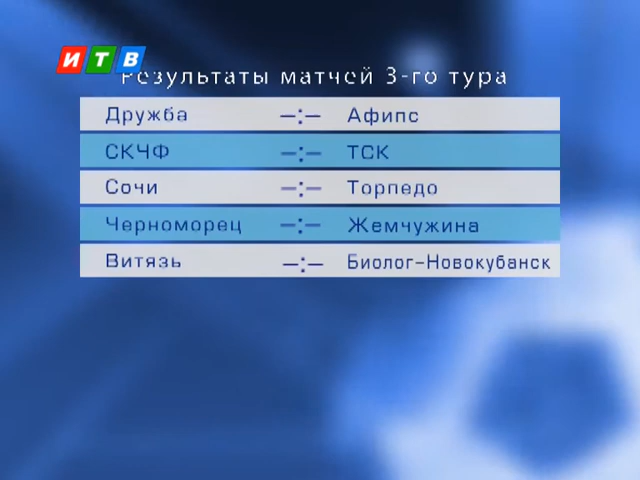 ИТВ
Результаты матчей 3-го тура
Дружба –:– Афипс
СКЧФ –:– ТСК
Сочи –:– Торпедо
Черноморец –:– Жемчужина
Витязь –:– Биолог-Новокубанск